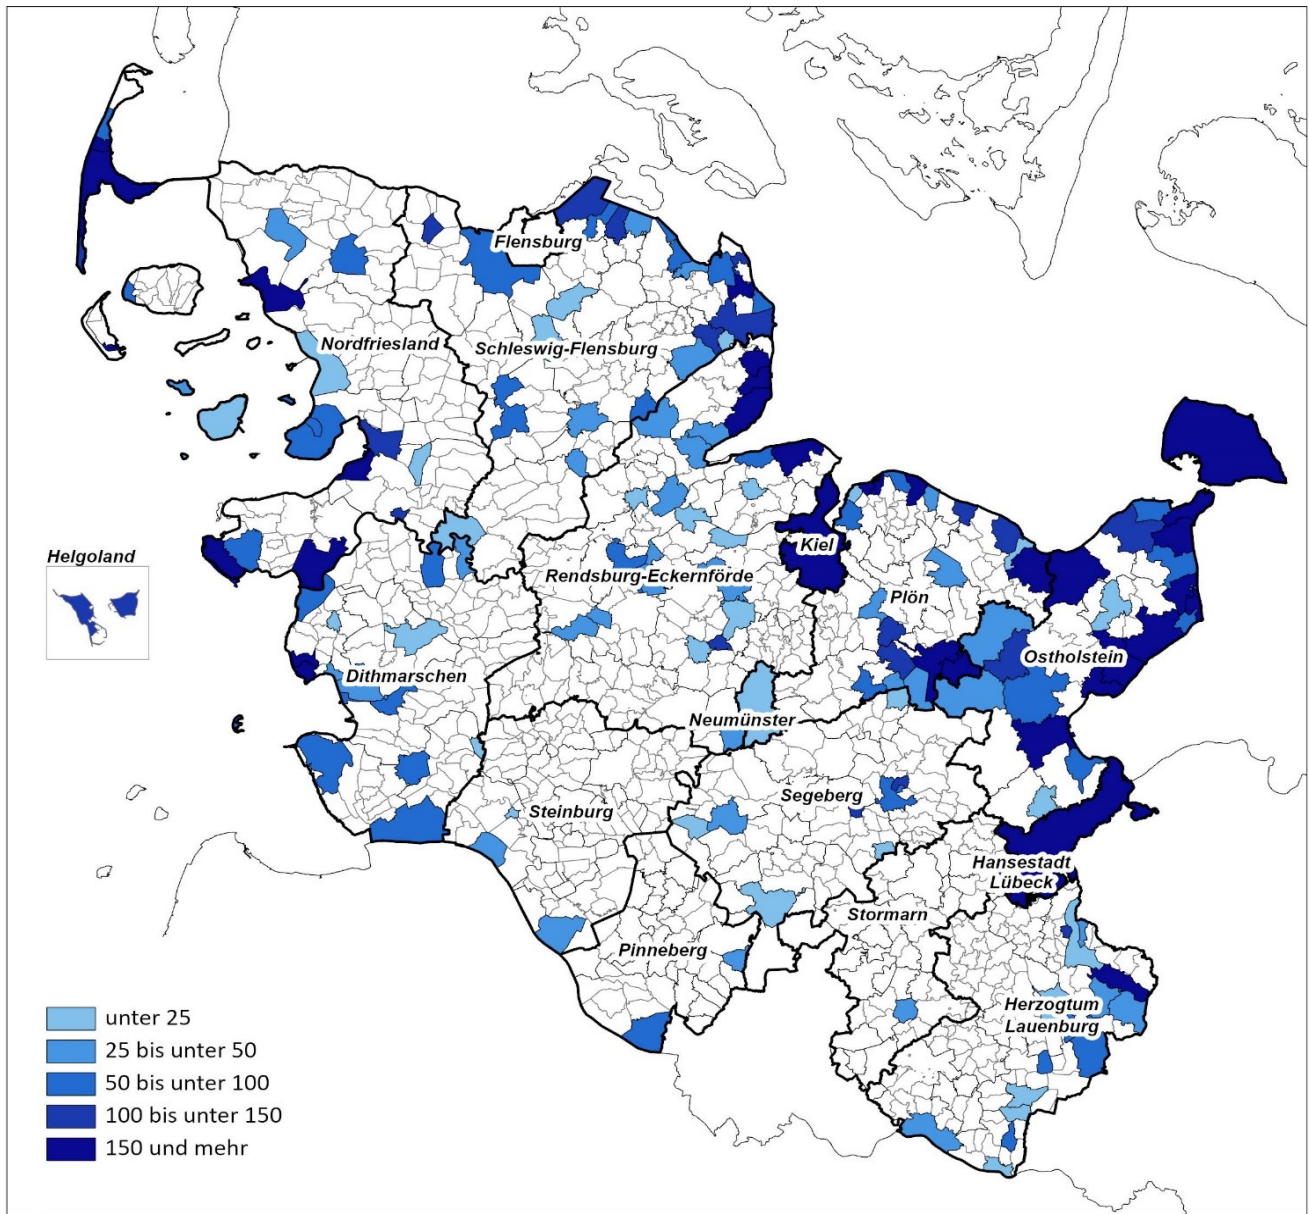 Flensburg
Nordfriesland
Schleswig-Flensburg
Helgoland
Kiel
Rendsburg-Eckernförde
Plön
Ostholstein
Dithmarschen
Neumünster
Segeberg
Steinburg
Hansestadt
Lübeck
Stormarn
Pinneberg
Herzogtum
Lauenburg
unter 25
25 bis unter 50
50 bis unter 100
100 bis unter 150
150 und mehr